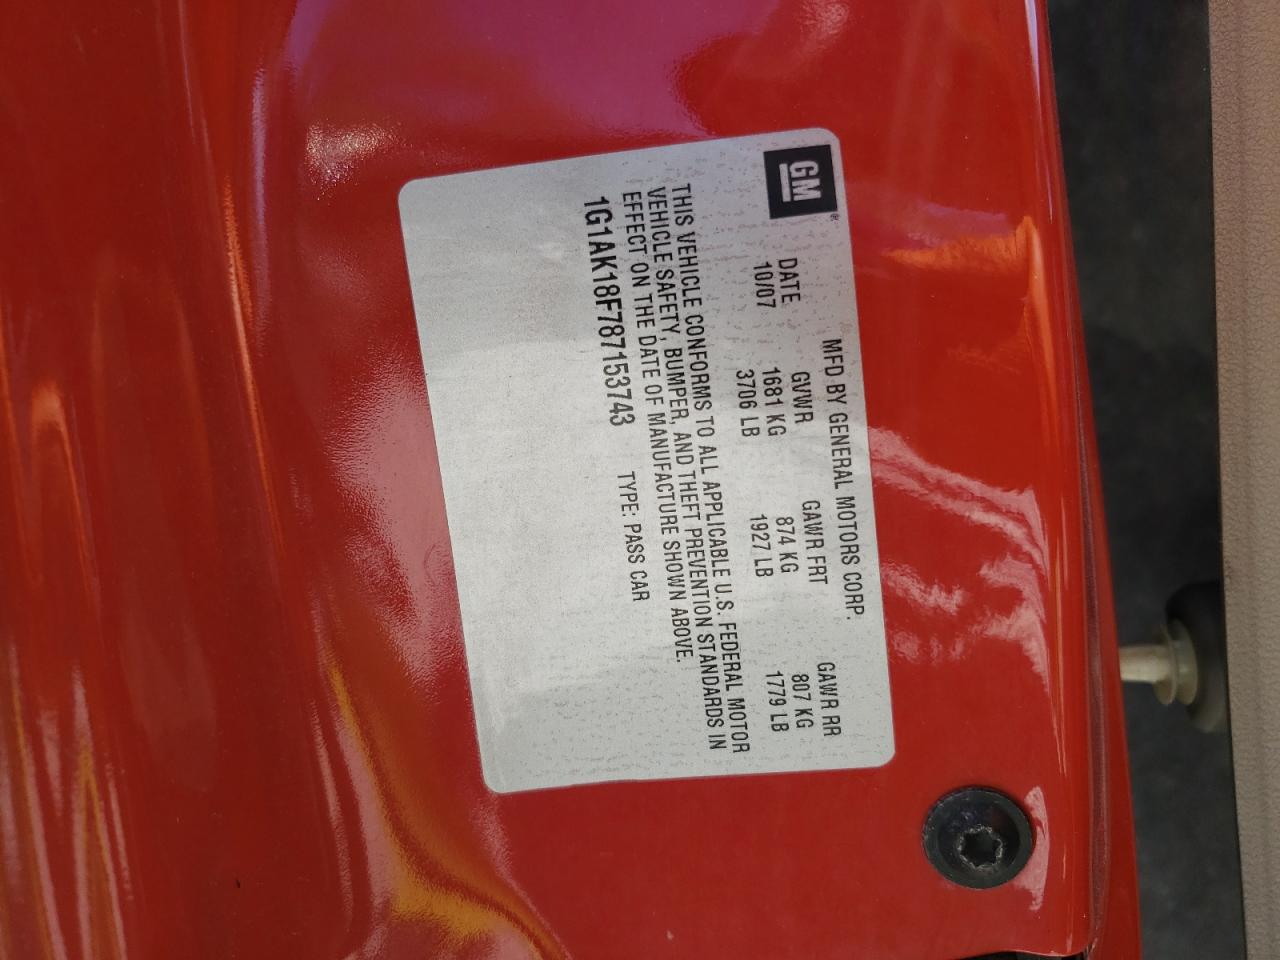 GM ®
MFD BY GENERAL MOTORS CORP.
DATE GVWR GAWR FRT GAWR RR
10/07 1681 KG 874 KG 807 KG
3706 LB 1927 LB 1779 LB
THIS VEHICLE CONFORMS TO ALL APPLICABLE U.S. FEDERAL MOTOR
VEHICLE SAFETY, BUMPER, AND THEFT PREVENTION STANDARDS IN
EFFECT ON THE DATE OF MANUFACTURE SHOWN ABOVE.
1G1AK18F787153743 TYPE: PASS CAR